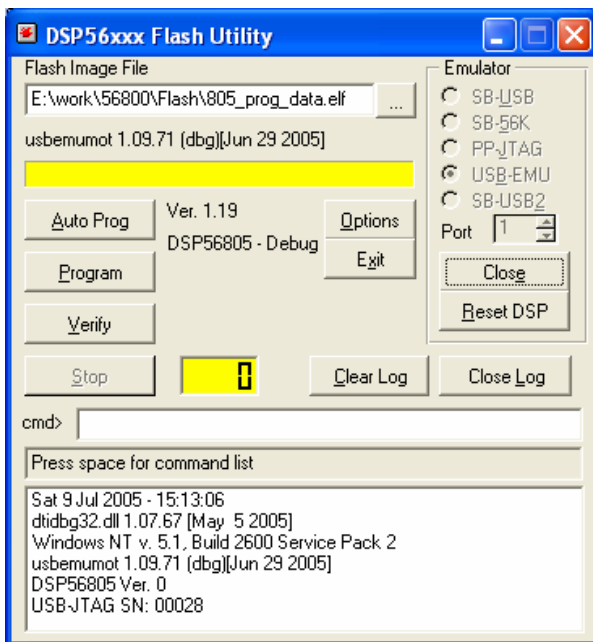 DSP56xxx Flash Utility
Flash Image File
E:\work\56800\Flash\805_prog_data.elf
...
usbemumot 1.09.71 (dbg)[Jun 29 2005]
Emulator
SB-USB
SB-56K
PP-JTAG
USB-EMU
SB-USB2
Port 1
Close
Reset DSP
Auto Prog
Ver. 1.19
Options
DSP56805 - Debug
Exit
Program
Verify
Stop
0
Clear Log
Close Log
cmd>
Press space for command list
Sat 9 Jul 2005 - 15:13:06
dtidbg32.dll 1.07.67 [May 5 2005]
Windows NT v. 5.1, Build 2600 Service Pack 2
usbemumot 1.09.71 (dbg)[Jun 29 2005]
DSP56805 Ver. 0
USB-JTAG SN: 00028